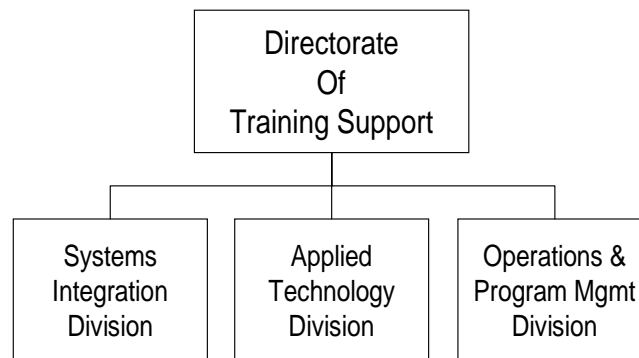 Directorate
Of
Training Support
Systems
Integration
Division
Applied
Technology
Division
Operations &
Program Mgmt
Division